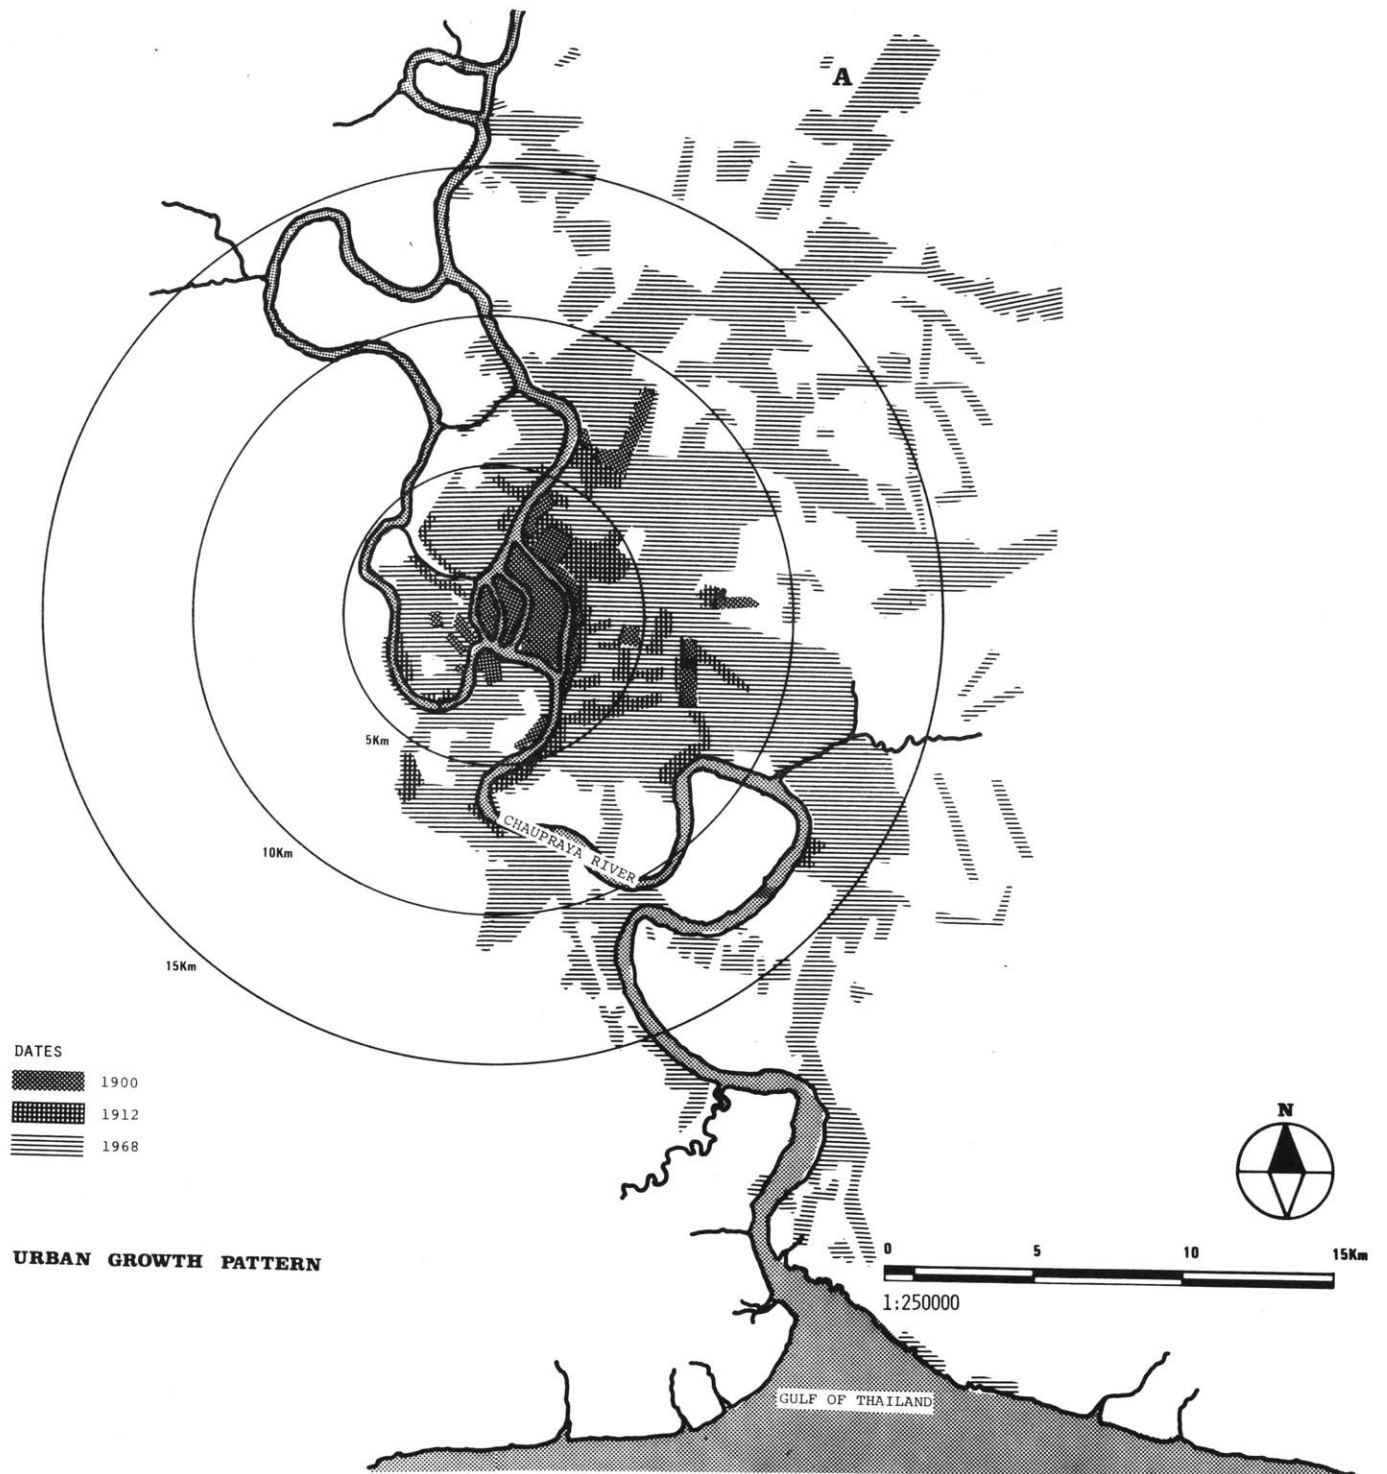 A
5Km
CHAUPRAYA RIVER
10Km
15Km
DATES
1900
1912
1968
N
URBAN GROWTH PATTERN
0 5 10 15Km
1:250000
GULF OF THAILAND